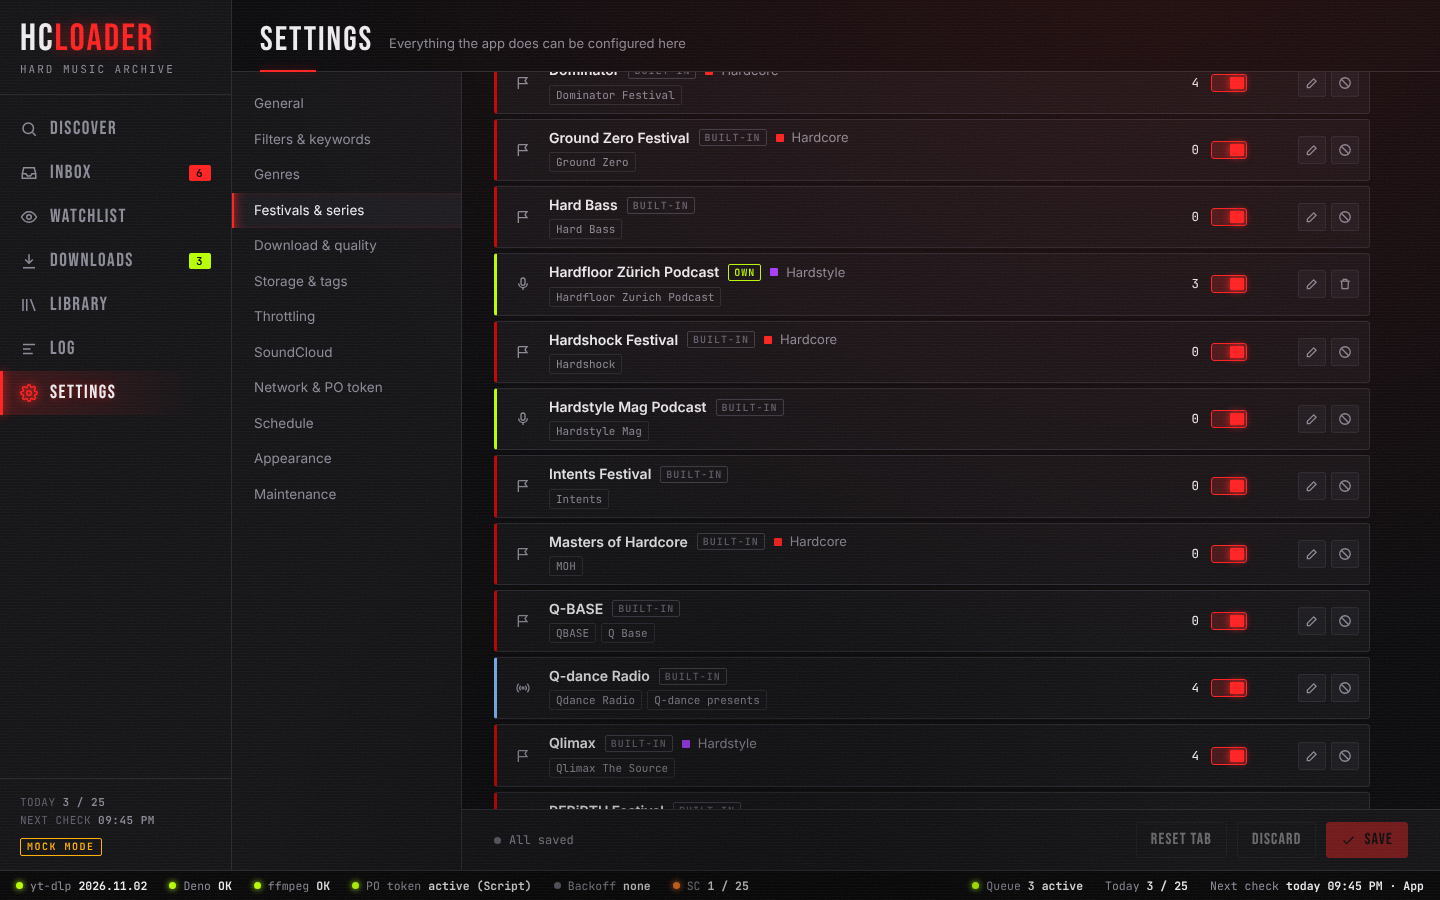 HCLOADER
HARD MUSIC ARCHIVE
DISCOVER
INBOX 6
WATCHLIST
DOWNLOADS 3
LIBRARY
LOG
SETTINGS
TODAY 3 / 25
NEXT CHECK 09:45 PM
MOCK MODE
SETTINGS Everything the app does can be configured here
General
Filters & keywords
Genres
Festivals & series
Download & quality
Storage & tags
Throttling
SoundCloud
Network & PO token
Schedule
Appearance
Maintenance
Dominator BUILT-IN Hardcore
Dominator Festival
4
Ground Zero Festival BUILT-IN Hardcore
Ground Zero
0
Hard Bass BUILT-IN
Hard Bass
0
Hardfloor Zürich Podcast OWN Hardstyle
Hardfloor Zurich Podcast
3
Hardshock Festival BUILT-IN Hardcore
Hardshock
0
Hardstyle Mag Podcast BUILT-IN
Hardstyle Mag
0
Intents Festival BUILT-IN
Intents
0
Masters of Hardcore BUILT-IN Hardcore
MOH
0
Q-BASE BUILT-IN
QBASE Q Base
0
Q-dance Radio BUILT-IN
Qdance Radio Q-dance presents
4
Qlimax BUILT-IN Hardstyle
Qlimax The Source
4
REBiRTH Festival BUILT-IN
All saved
RESET TAB DISCARD SAVE
yt-dlp 2026.11.02 Deno OK ffmpeg OK PO token active (Script) Backoff none SC 1 / 25 Queue 3 active Today 3 / 25 Next check today 09:45 PM · App